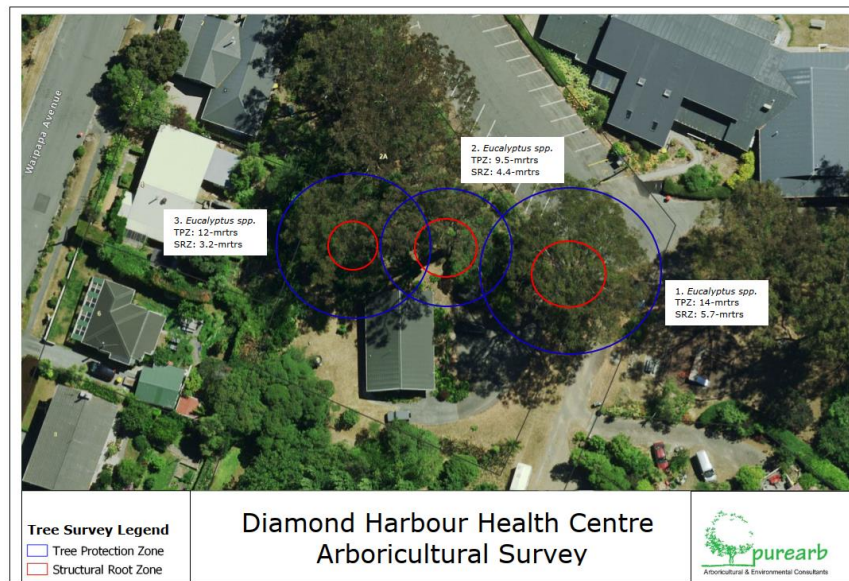 Waipapa Avenue
2A
2. Eucalyptus spp.
TPZ: 9.5-mrtrs
SRZ: 4.4-mrtrs
3. Eucalyptus spp.
TPZ: 12-mrtrs
SRZ: 3.2-mrtrs
1. Eucalyptus spp.
TPZ: 14-mrtrs
SRZ: 5.7-mrtrs
Tree Survey Legend
Tree Protection Zone
Structural Root Zone
Diamond Harbour Health Centre
Arboricultural Survey
purearb
Arboricultural & Environmental Consultants